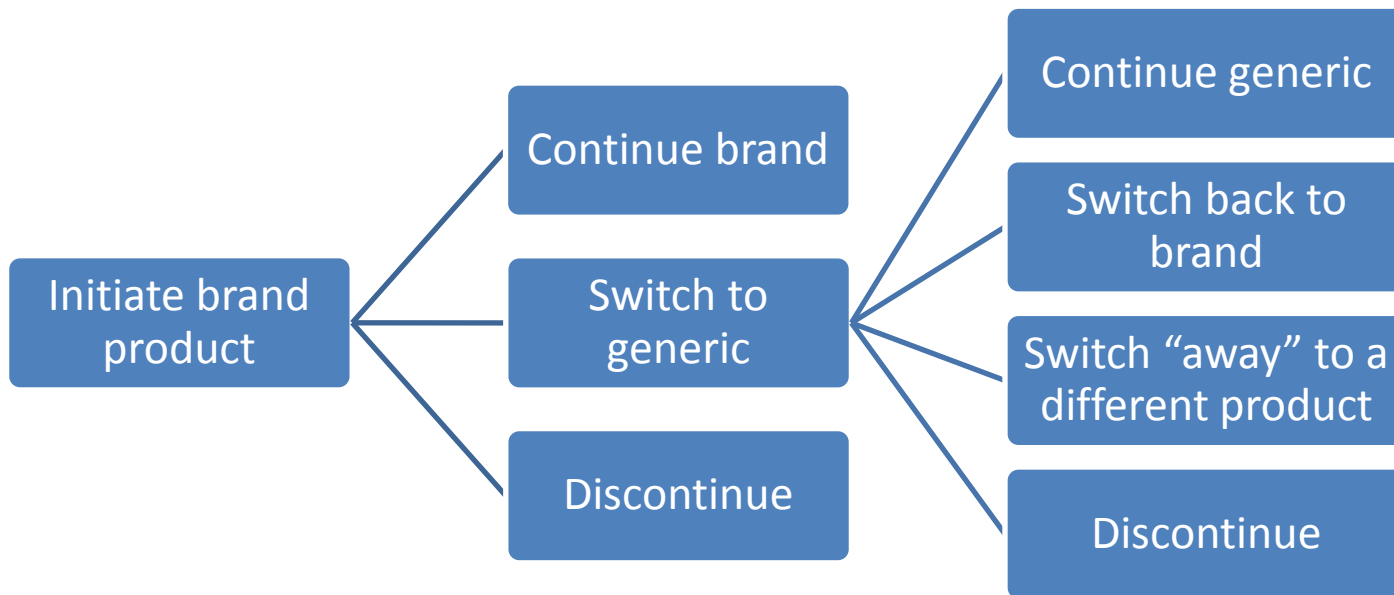 Initiate brand
product
Continue brand
Switch to
generic
Discontinue
Continue generic
Switch back to
brand
Switch “away” to a
different product
Discontinue